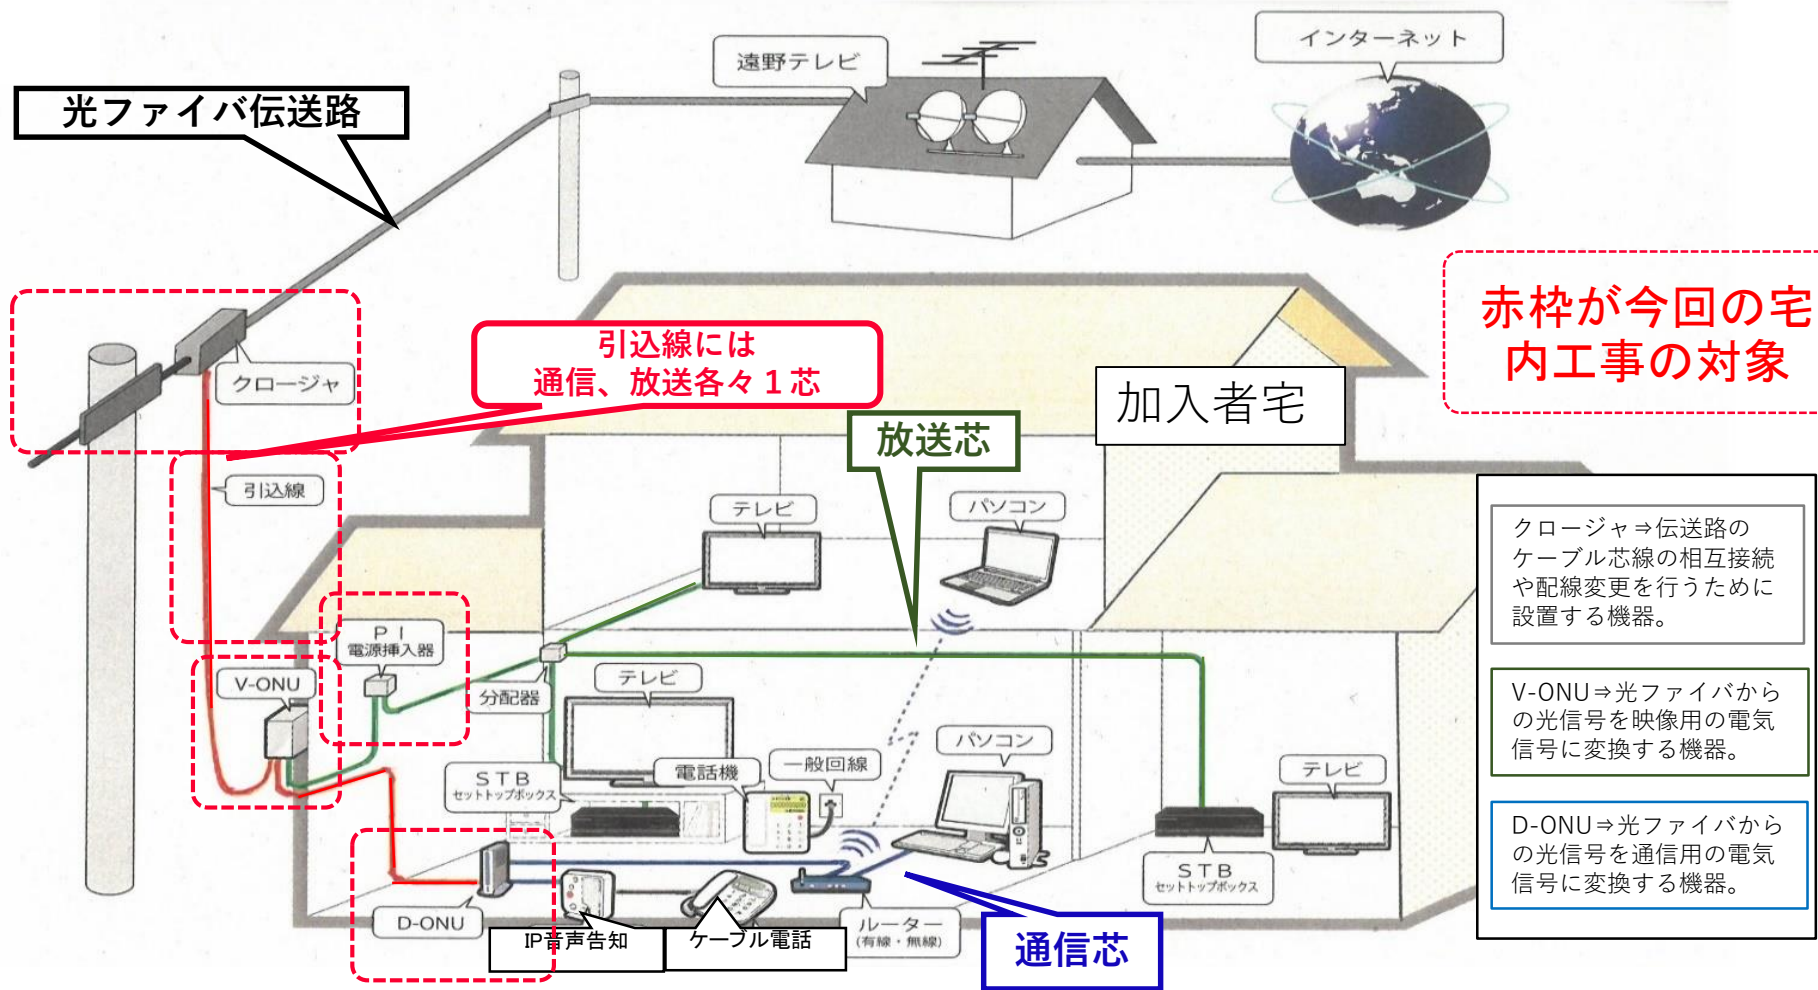 インターネット
遠野テレビ
光ファイバ伝送路
赤枠が今回の宅
内工事の対象
引込線には
通信、放送各々１芯
クロージャ
加入者宅
放送芯
引込線
テレビ
パソコン
クロージャ⇒伝送路の
ケーブル芯線の相互接続
や配線変更を行うために
設置する機器。
ＰＩ
電源挿入器
V-ONU
分配器
テレビ
V-ONU⇒光ファイバから
の光信号を映像用の電気
信号に変換する機器。
パソコン
電話機
一般回線
ＳＴＢ
セットトップボックス
テレビ
D-ONU⇒光ファイバから
の光信号を通信用の電気
信号に変換する機器。
ＳＴＢ
セットトップボックス
D-ONU
IP音声告知
ケーブル電話
ルーター
(有線・無線)
通信芯